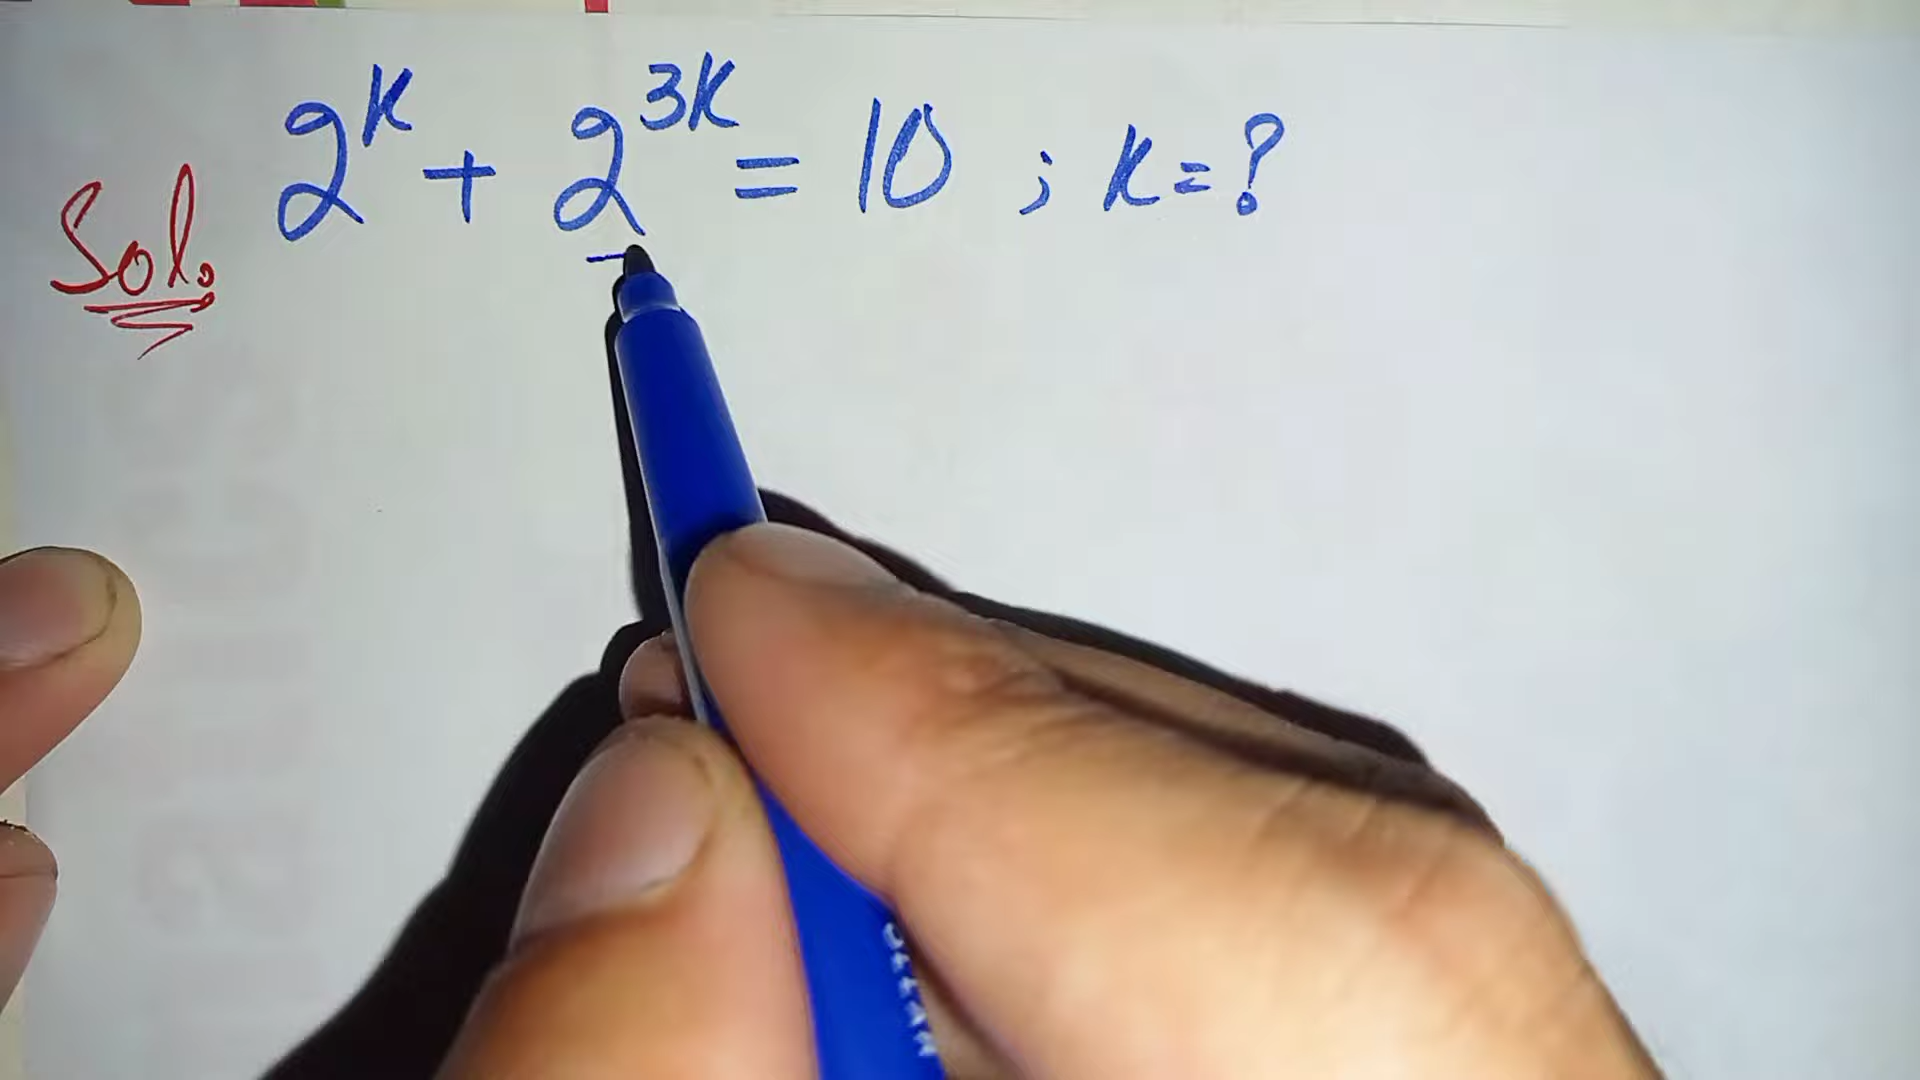 2^k + 2^3k = 10 ; k = ?
Sol.